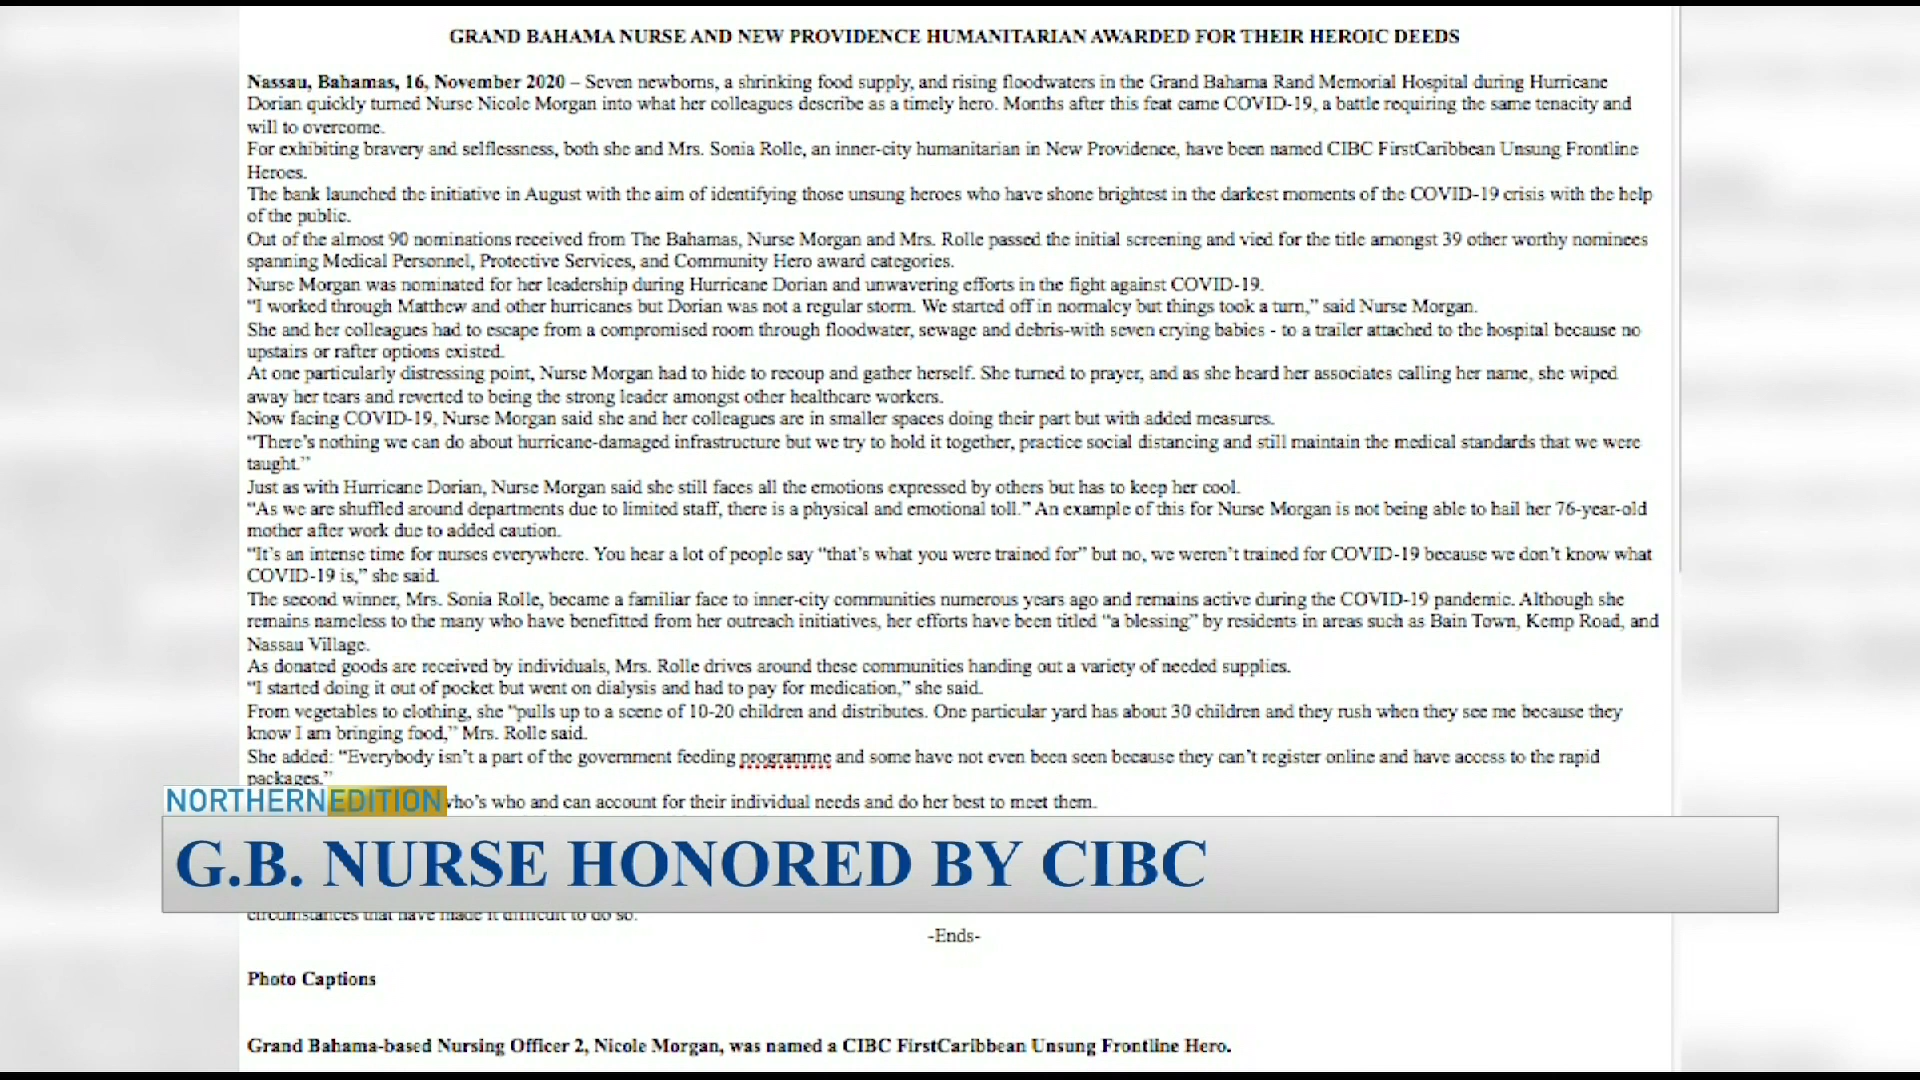 GRAND BAHAMA NURSE AND NEW PROVIDENCE HUMANITARIAN AWARDED FOR THEIR HEROIC DEEDS
Nassau, Bahamas, 16, November 2020 – Seven newborns, a shrinking food supply, and rising floodwaters in the Grand Bahama Rand Memorial Hospital during Hurricane
Dorian quickly turned Nurse Nicole Morgan into what her colleagues describe as a timely hero. Months after this feat came COVID-19, a battle requiring the same tenacity and
will to overcome.
For exhibiting bravery and selflessness, both she and Mrs. Sonia Rolle, an inner-city humanitarian in New Providence, have been named CIBC FirstCaribbean Unsung Frontline
Heroes.
The bank launched the initiative in August with the aim of identifying those unsung heroes who have shone brightest in the darkest moments of the COVID-19 crisis with the help
of the public.
Out of the almost 90 nominations received from The Bahamas, Nurse Morgan and Mrs. Rolle passed the initial screening and vied for the title amongst 39 other worthy nominees
spanning Medical Personnel, Protective Services, and Community Hero award categories.
Nurse Morgan was nominated for her leadership during Hurricane Dorian and unwavering efforts in the fight against COVID-19.
“I worked through Matthew and other hurricanes but Dorian was not a regular storm. We started off in normalcy but things took a turn,” said Nurse Morgan.
She and her colleagues had to escape from a compromised room through floodwater, sewage and debris-with seven crying babies - to a trailer attached to the hospital because no
upstairs or rafter options existed.
At one particularly distressing point, Nurse Morgan had to hide to recoup and gather herself. She turned to prayer, and as she heard her associates calling her name, she wiped
away her tears and reverted to being the strong leader amongst other healthcare workers.
Now facing COVID-19, Nurse Morgan said she and her colleagues are in smaller spaces doing their part but with added measures.
“There’s nothing we can do about hurricane-damaged infrastructure but we try to hold it together, practice social distancing and still maintain the medical standards that we were
taught.”
Just as with Hurricane Dorian, Nurse Morgan said she still faces all the emotions expressed by others but has to keep her cool.
“As we are shuffled around departments due to limited staff, there is a physical and emotional toll.” An example of this for Nurse Morgan is not being able to hail her 76-year-old
mother after work due to added caution.
“It’s an intense time for nurses everywhere. You hear a lot of people say “that’s what you were trained for” but no, we weren’t trained for COVID-19 because we don’t know what
COVID-19 is,” she said.
The second winner, Mrs. Sonia Rolle, became a familiar face to inner-city communities numerous years ago and remains active during the COVID-19 pandemic. Although she
remains nameless to the many who have benefitted from her outreach initiatives, her efforts have been titled “a blessing” by residents in areas such as Bain Town, Kemp Road, and
Nassau Village.
As donated goods are received by individuals, Mrs. Rolle drives around these communities handing out a variety of needed supplies.
“I started doing it out of pocket but went on dialysis and had to pay for medication,” she said.
From vegetables to clothing, she “pulls up to a scene of 10-20 children and distributes. One particular yard has about 30 children and they rush when they see me because they
know I am bringing food,” Mrs. Rolle said.
She added: “Everybody isn’t a part of the government feeding programme and some have not even been seen because they can’t register online and have access to the rapid
packages.”
who’s who and can account for their individual needs and do her best to meet them.
NORTHERN EDITION
G.B. NURSE HONORED BY CIBC
circumstances that have made it difficult to do so.
-Ends-
Photo Captions
Grand Bahama-based Nursing Officer 2, Nicole Morgan, was named a CIBC FirstCaribbean Unsung Frontline Hero.